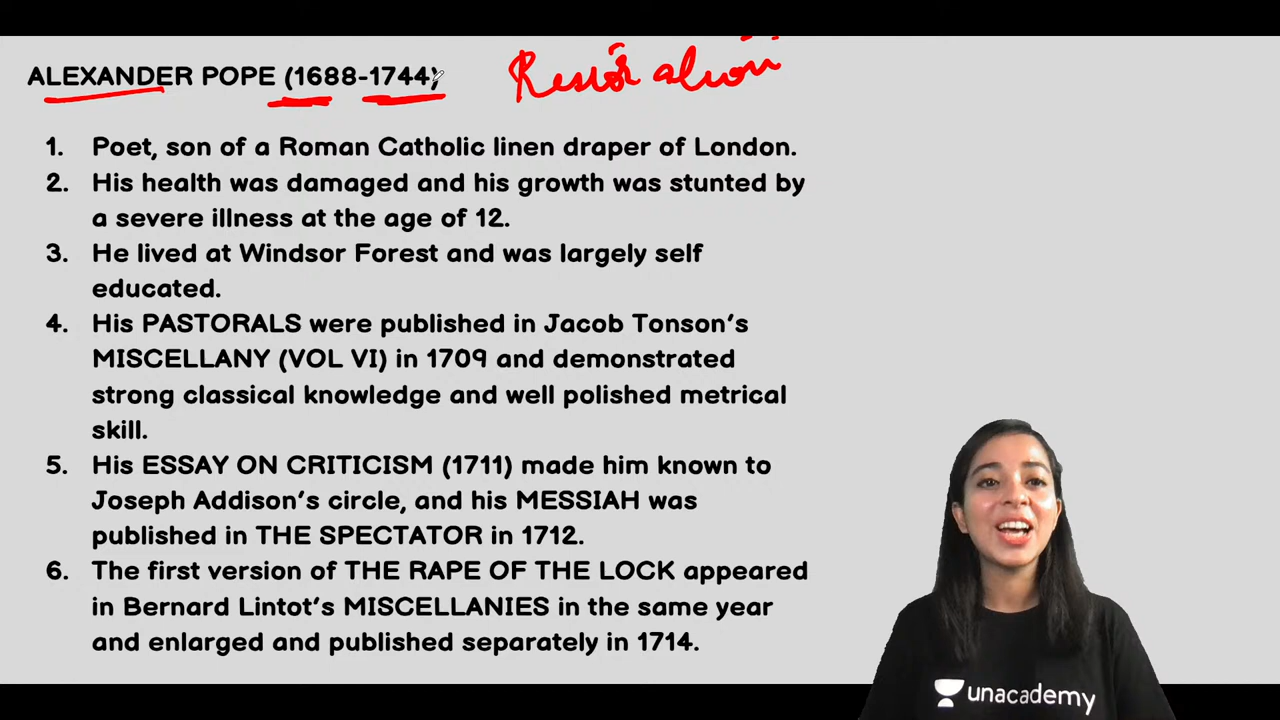 ALEXANDER POPE (1688-1744) Restoration
1. Poet, son of a Roman Catholic linen draper of London.
2. His health was damaged and his growth was stunted by
a severe illness at the age of 12.
3. He lived at Windsor Forest and was largely self
educated.
4. His PASTORALS were published in Jacob Tonson's
MISCELLANY (VOL VI) in 1709 and demonstrated
strong classical knowledge and well polished metrical
skill.
5. His ESSAY ON CRITICISM (1711) made him known to
Joseph Addison's circle, and his MESSIAH was
published in THE SPECTATOR in 1712.
6. The first version of THE RAPE OF THE LOCK appeared
in Bernard Lintot's MISCELLANIES in the same year
and enlarged and published separately in 1714.
unacademy